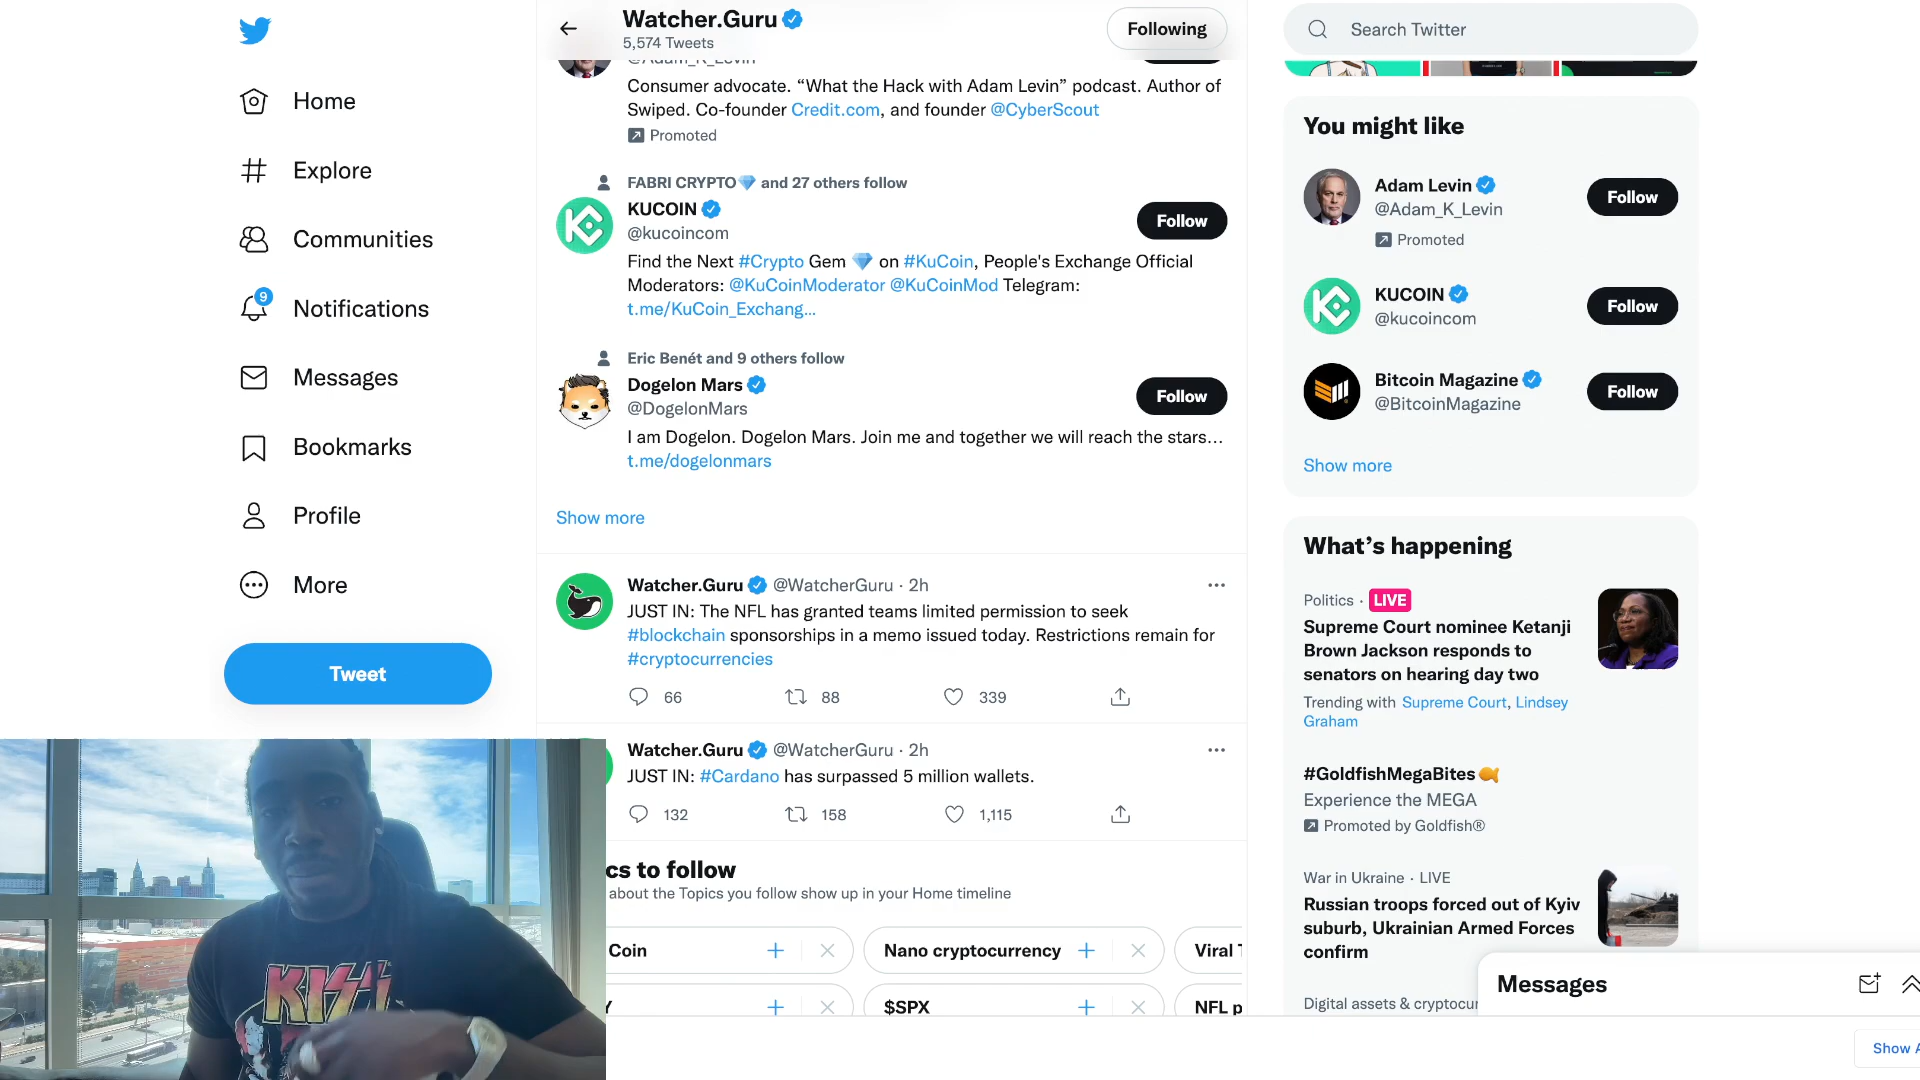 Home
Explore
Communities
9
Notifications
Messages
Bookmarks
Profile
More
Tweet
Watcher.Guru
5,574 Tweets
Following
Consumer advocate. “What the Hack with Adam Levin” podcast. Author of
Swiped. Co-founder Credit.com, and founder @CyberScout
Promoted
FABRI CRYPTO💎 and 27 others follow
KUCOIN
@kucoincom
Follow
Find the Next #Crypto Gem 💎 on #KuCoin, People's Exchange Official
Moderators: @KuCoinModerator @KuCoinMod Telegram:
t.me/KuCoin_Exchang...
Eric Benét and 9 others follow
Dogelon Mars
@DogelonMars
Follow
I am Dogelon. Dogelon Mars. Join me and together we will reach the stars...
t.me/dogelonmars
Show more
Watcher.Guru @WatcherGuru · 2h
JUST IN: The NFL has granted teams limited permission to seek
#blockchain sponsorships in a memo issued today. Restrictions remain for
#cryptocurrencies
66 88 339
Watcher.Guru @WatcherGuru · 2h
JUST IN: #Cardano has surpassed 5 million wallets.
132 158 1,115
cs to follow
about the Topics you follow show up in your Home timeline
Coin
Nano cryptocurrency
Viral
$SPX
NFL p
KISS
Search Twitter
You might like
Adam Levin
@Adam_K_Levin
Promoted
Follow
KUCOIN
@kucoincom
Follow
Bitcoin Magazine
@BitcoinMagazine
Follow
Show more
What’s happening
Politics · LIVE
Supreme Court nominee Ketanji
Brown Jackson responds to
senators on hearing day two
Trending with Supreme Court, Lindsey
Graham
#GoldfishMegaBites
Experience the MEGA
Promoted by Goldfish®
War in Ukraine · LIVE
Russian troops forced out of Kyiv
suburb, Ukrainian Armed Forces
confirm
Digital assets & cryptocur
Messages
Show A